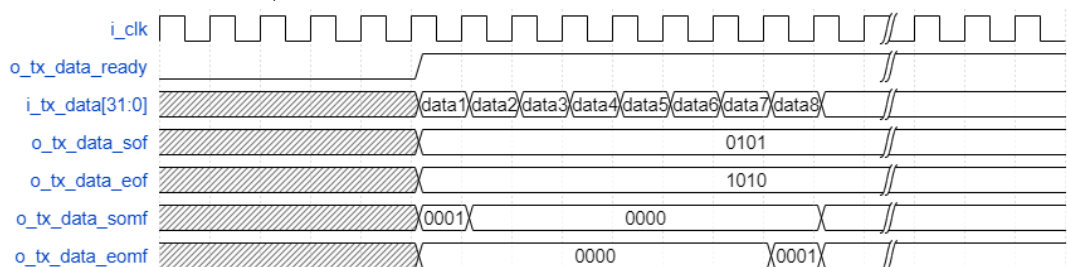 i_clk
o_tx_data_ready
i_tx_data[31:0] data1 data2 data3 data4 data5 data6 data7 data8
o_tx_data_sof 0101
o_tx_data_eof 1010
o_tx_data_somf 0001 0000
o_tx_data_eomf 0000 0001